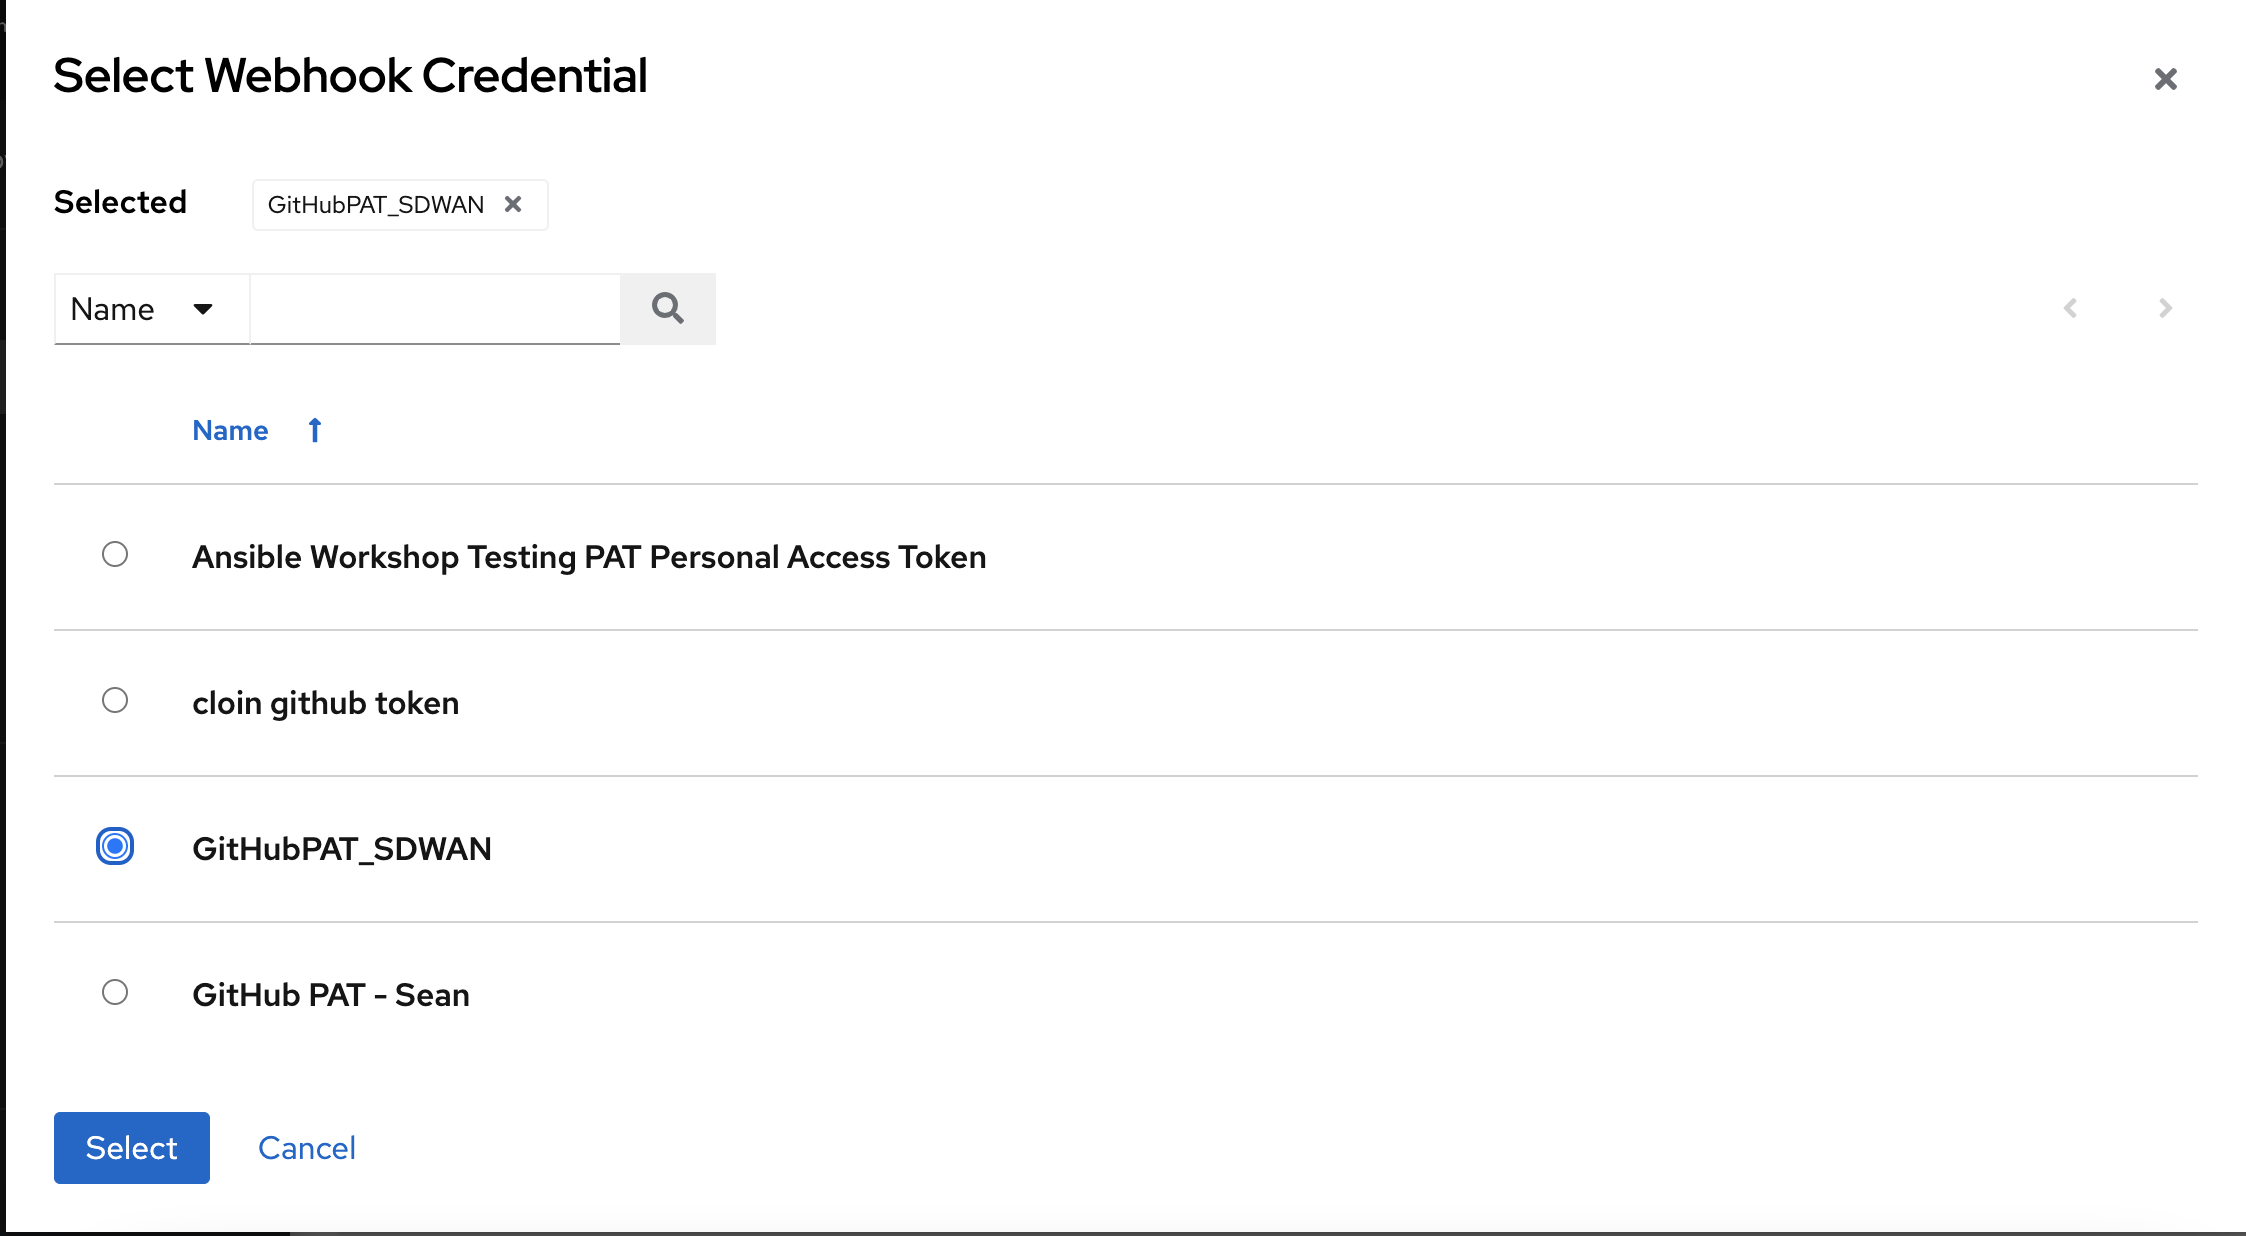 Select Webhook Credential
Selected GitHubPAT_SDWAN
Name
Name
Ansible Workshop Testing PAT Personal Access Token
cloin github token
GitHubPAT_SDWAN
GitHub PAT - Sean
Select Cancel